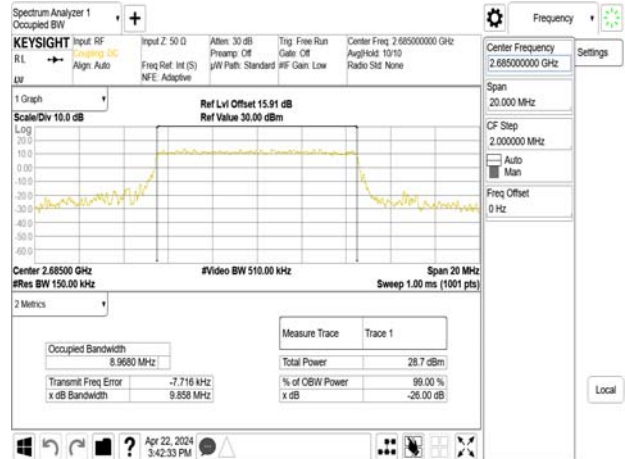 Spectrum Analyzer 1
Occupied BW
+
Frequency
KEYSIGHT
Input: RF
Coupling: DC
Align: Auto
Input Z: 50 Ω
Freq Ref: Int (S)
NFE: Adaptive
Atten: 30 dB
Preamp: Off
µW Path: Standard
Trig: Free Run
Gate: Off
#IF Gain: Low
Center Freq: 2.685000000 GHz
Avg|Hold: 10/10
Radio Std: None
RL
Center Frequency
2.685000000 GHz
Settings
Span
20.000 MHz
CF Step
2.000000 MHz
Auto
Man
Freq Offset
0 Hz
1 Graph
Ref Lvl Offset 15.91 dB
Scale/Div 10.0 dB
Ref Value 30.00 dBm
Log
20.0
10.0
0.00
-10.0
-20.0
-30.0
-40.0
-50.0
-60.0
Center 2.68500 GHz
#Video BW 510.00 kHz
Span 20 MHz
#Res BW 150.00 kHz
Sweep 1.00 ms (1001 pts)
2 Metrics
Measure Trace Trace 1
Occupied Bandwidth
8.9680 MHz
Total Power 28.7 dBm
Transmit Freq Error -7.716 kHz
% of OBW Power 99.00 %
x dB Bandwidth 9.858 MHz
x dB -26.00 dB
Local
?
Apr 22, 2024
3:42:33 PM